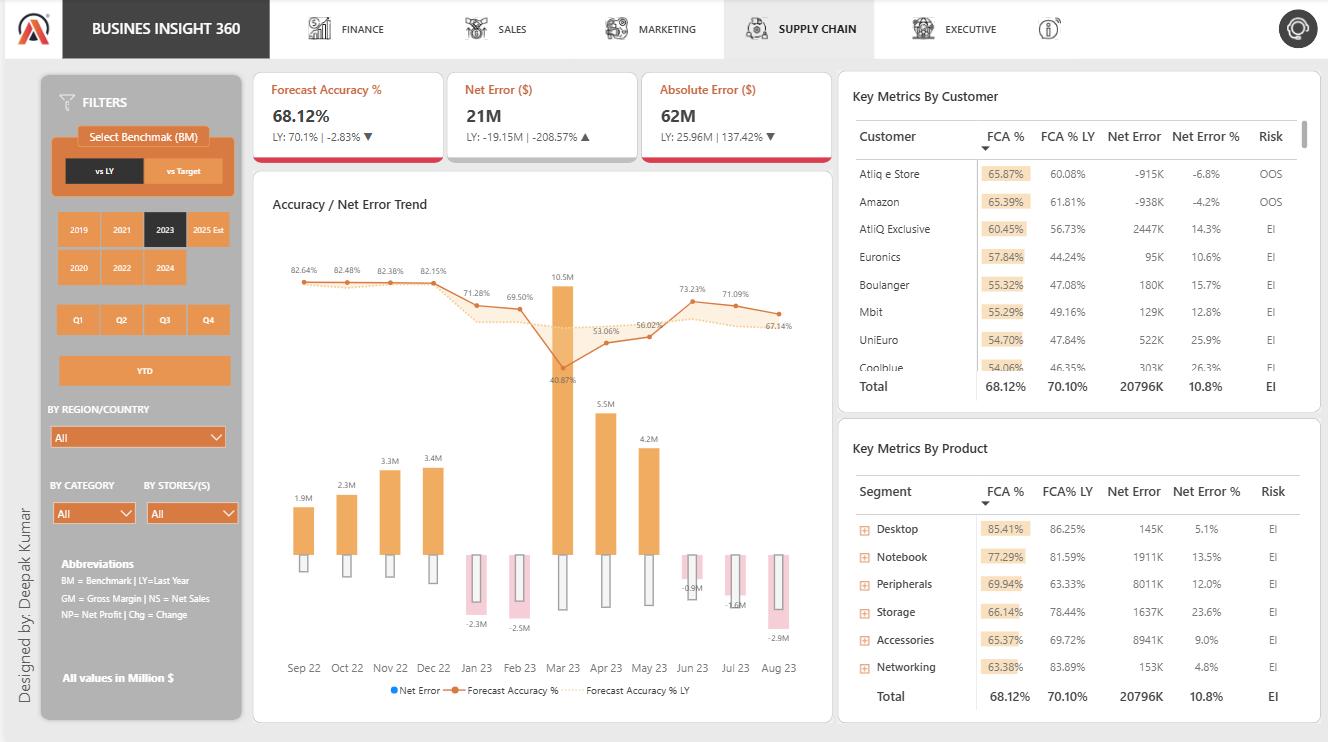 BUSINES INSIGHT 360
FINANCE
SALES
MARKETING
SUPPLY CHAIN
EXECUTIVE
FILTERS
Select Benchmak (BM)
vs LY
vs Target
2019 2021 2023 2025 Est
2020 2022 2024
Q1 Q2 Q3 Q4
YTD
BY REGION/COUNTRY
All
BY CATEGORY BY STORES/(S)
All All
Abbreviations
BM = Benchmark | LY=Last Year
GM = Gross Margin | NS = Net Sales
NP= Net Profit | Chg = Change
All values in Million $
Designed by: Deepak Kumar
Forecast Accuracy %
68.12%
LY: 70.1% | -2.83% ▼
Net Error ($)
21M
LY: -19.15M | -208.57% ▲
Absolute Error ($)
62M
LY: 25.96M | 137.42% ▼
Accuracy / Net Error Trend
82.64% 82.48% 82.38% 82.15% 71.28% 69.50% 40.87% 53.06% 56.02% 73.23% 71.09% 67.14%
1.9M 2.3M 3.3M 3.4M -2.3M -2.5M 10.5M 5.5M 4.2M -0.9M -1.6M -2.9M
Sep 22 Oct 22 Nov 22 Dec 22 Jan 23 Feb 23 Mar 23 Apr 23 May 23 Jun 23 Jul 23 Aug 23
Net Error Forecast Accuracy % Forecast Accuracy % LY
Key Metrics By Customer
Customer FCA % FCA % LY Net Error Net Error % Risk
Atliq e Store 65.87% 60.08% -915K -6.8% OOS
Amazon 65.39% 61.81% -938K -4.2% OOS
AtliQ Exclusive 60.45% 56.73% 2447K 14.3% EI
Euronics 57.84% 44.24% 95K 10.6% EI
Boulanger 55.32% 47.08% 180K 15.7% EI
Mbit 55.29% 49.16% 129K 12.8% EI
UniEuro 54.70% 47.84% 522K 25.9% EI
Coolblue 54.06% 46.35% 303K 26.3% EI
Total 68.12% 70.10% 20796K 10.8% EI
Key Metrics By Product
Segment FCA % FCA% LY Net Error Net Error % Risk
Desktop 85.41% 86.25% 145K 5.1% EI
Notebook 77.29% 81.59% 1911K 13.5% EI
Peripherals 69.94% 63.33% 8011K 12.0% EI
Storage 66.14% 78.44% 1637K 23.6% EI
Accessories 65.37% 69.72% 8941K 9.0% EI
Networking 63.38% 83.89% 153K 4.8% EI
Total 68.12% 70.10% 20796K 10.8% EI